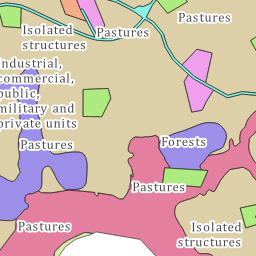 Pastures
Isolated
structures
Pastures
ndustrial,
commercial,
public,
military and
private units
Pastures
Forests
Pastures
Pastures
Isolated
structures